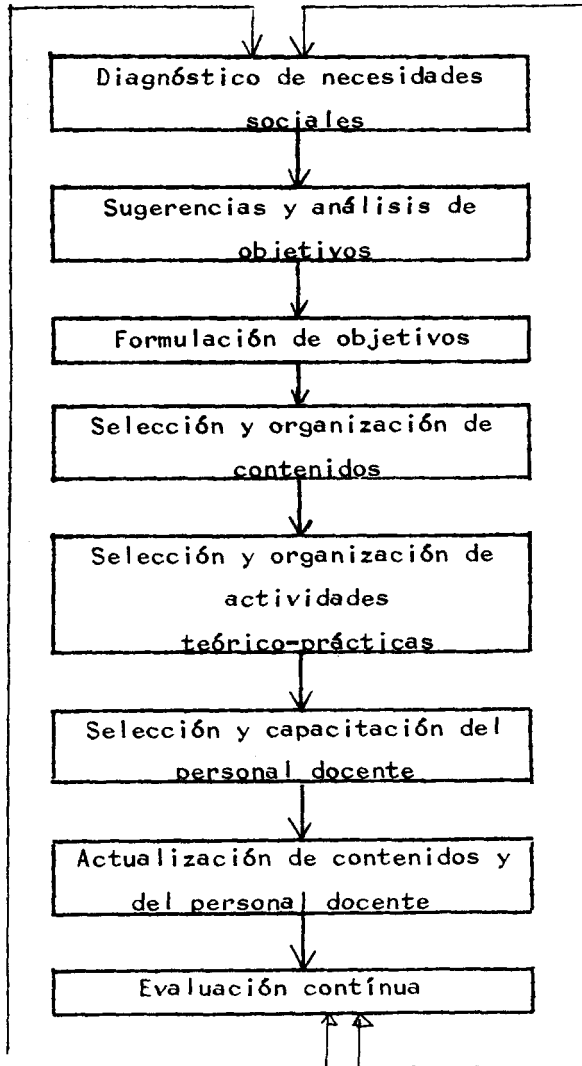 Diagnóstico de necesidades
sociales
Sugerencias y análisis de
objetivos
Formulación de objetivos
Selección y organización de
contenidos
Selección y organización de
actividades
teórico-prácticas
Selección y capacitación del
personal docente
Actualización de contenidos y
del personal docente
Evaluación contínua